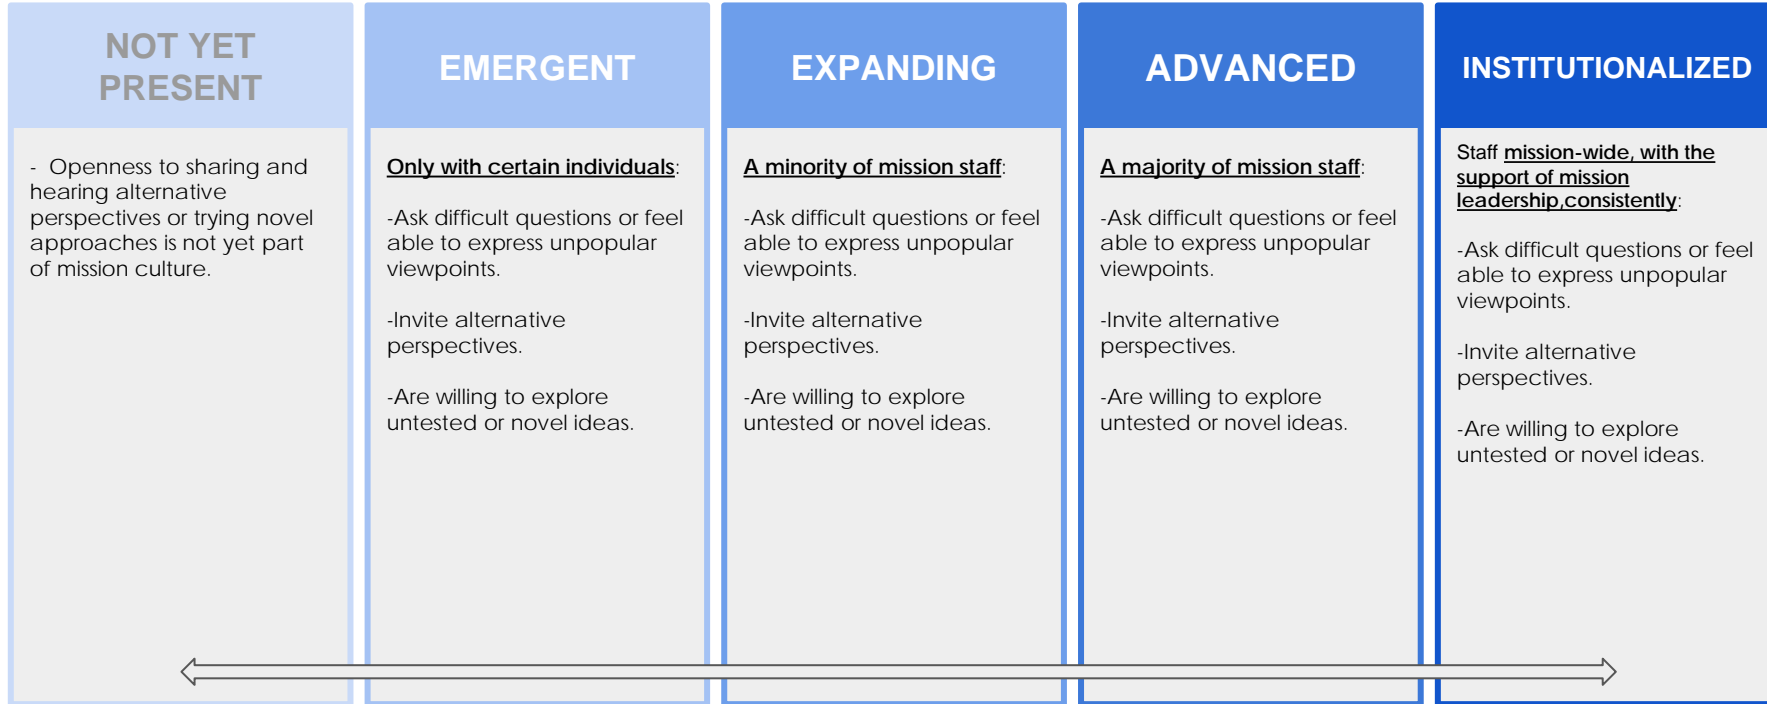 NOT YET
PRESENT
- Openness to sharing and
hearing alternative
perspectives or trying novel
approaches is not yet part
of mission culture.
EMERGENT
Only with certain individuals:
-Ask difficult questions or feel
able to express unpopular
viewpoints.
-Invite alternative
perspectives.
-Are willing to explore
untested or novel ideas.
EXPANDING
A minority of mission staff:
-Ask difficult questions or feel
able to express unpopular
viewpoints.
-Invite alternative
perspectives.
-Are willing to explore
untested or novel ideas.
ADVANCED
A majority of mission staff:
-Ask difficult questions or feel
able to express unpopular
viewpoints.
-Invite alternative
perspectives.
-Are willing to explore
untested or novel ideas.
INSTITUTIONALIZED
Staff mission-wide, with the
support of mission
leadership,consistently:
-Ask difficult questions or feel
able to express unpopular
viewpoints.
-Invite alternative
perspectives.
-Are willing to explore
untested or novel ideas.